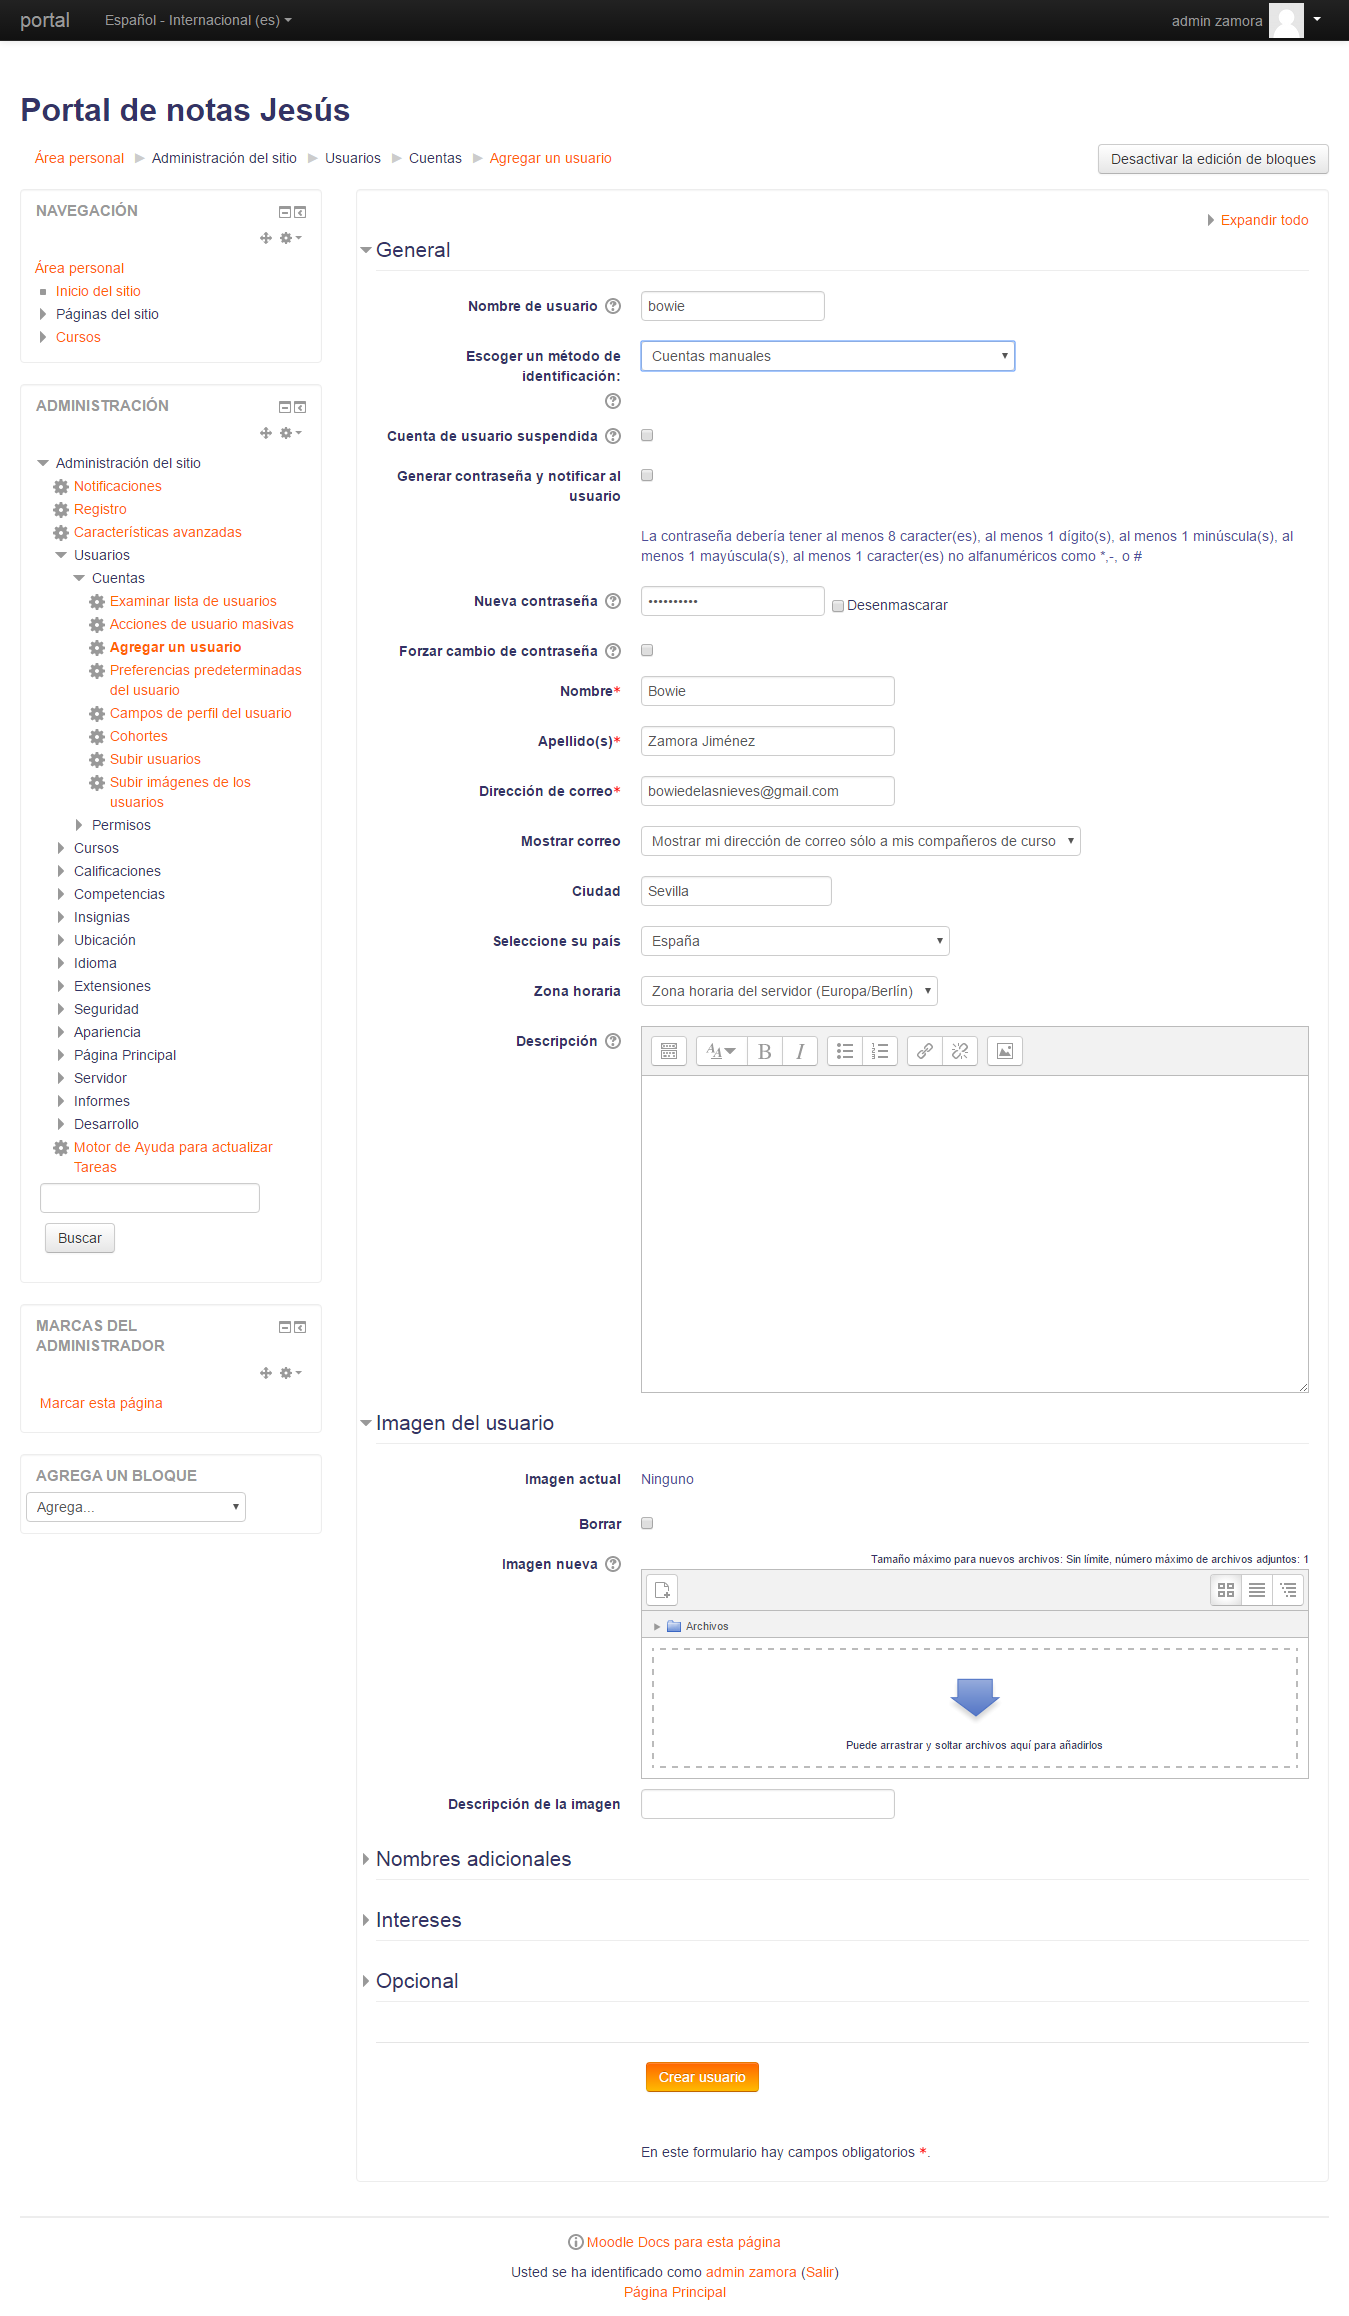 portal
Español - Internacional (es)
admin zamora
Portal de notas Jesús
Área personal
Administración del sitio
Usuarios
Cuentas
Agregar un usuario
Desactivar la edición de bloques
NAVEGACIÓN
Área personal
Inicio del sitio
Páginas del sitio
Cursos
ADMINISTRACIÓN
Administración del sitio
Notificaciones
Registro
Características avanzadas
Usuarios
Cuentas
Examinar lista de usuarios
Acciones de usuario masivas
Agregar un usuario
Preferencias predeterminadas
del usuario
Campos de perfil del usuario
Cohortes
Subir usuarios
Subir imágenes de los
usuarios
Permisos
Cursos
Calificaciones
Competencias
Insignias
Ubicación
Idioma
Extensiones
Seguridad
Apariencia
Página Principal
Servidor
Informes
Desarrollo
Motor de Ayuda para actualizar
Tareas
Buscar
MARCAS DEL
ADMINISTRADOR
Marcar esta página
AGREGA UN BLOQUE
Agrega...
Expandir todo
General
Nombre de usuario
bowie
Escoger un método de
identificación:
Cuentas manuales
Cuenta de usuario suspendida
Generar contraseña y notificar al
usuario
La contraseña debería tener al menos 8 caracter(es), al menos 1 dígito(s), al menos 1 minúscula(s), al
menos 1 mayúscula(s), al menos 1 caracter(es) no alfanuméricos como *,-, o #
Nueva contraseña
••••••••••
Desenmascarar
Forzar cambio de contraseña
Nombre*
Bowie
Apellido(s)*
Zamora Jiménez
Dirección de correo*
bowiedelasnieves@gmail.com
Mostrar correo
Mostrar mi dirección de correo sólo a mis compañeros de curso
Ciudad
Sevilla
Seleccione su país
España
Zona horaria
Zona horaria del servidor (Europa/Berlín)
Descripción
Imagen del usuario
Imagen actual
Ninguno
Borrar
Imagen nueva
Tamaño máximo para nuevos archivos: Sin límite, número máximo de archivos adjuntos: 1
Archivos
Puede arrastrar y soltar archivos aquí para añadirlos
Descripción de la imagen
Nombres adicionales
Intereses
Opcional
Crear usuario
En este formulario hay campos obligatorios *.
Moodle Docs para esta página
Usted se ha identificado como admin zamora (Salir)
Página Principal